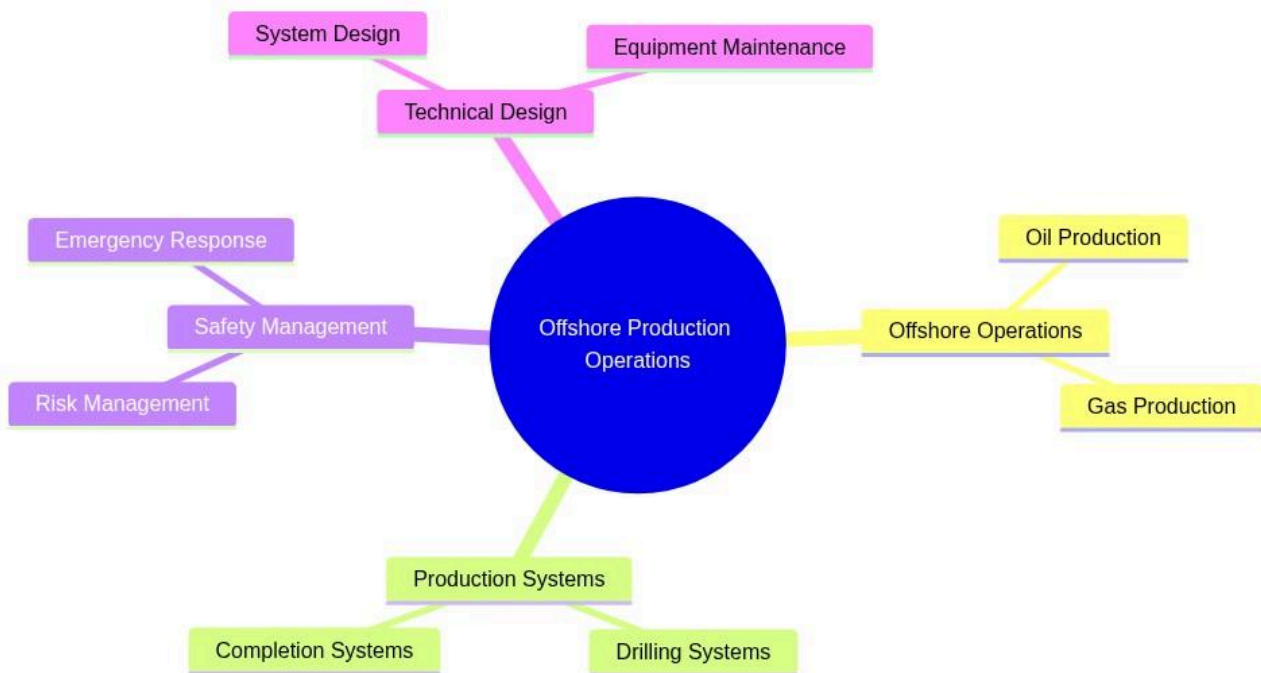 System Design
Equipment Maintenance
Technical Design
Emergency Response
Oil Production
Safety Management
Offshore Production
Operations
Offshore Operations
Risk Management
Gas Production
Production Systems
Completion Systems
Drilling Systems